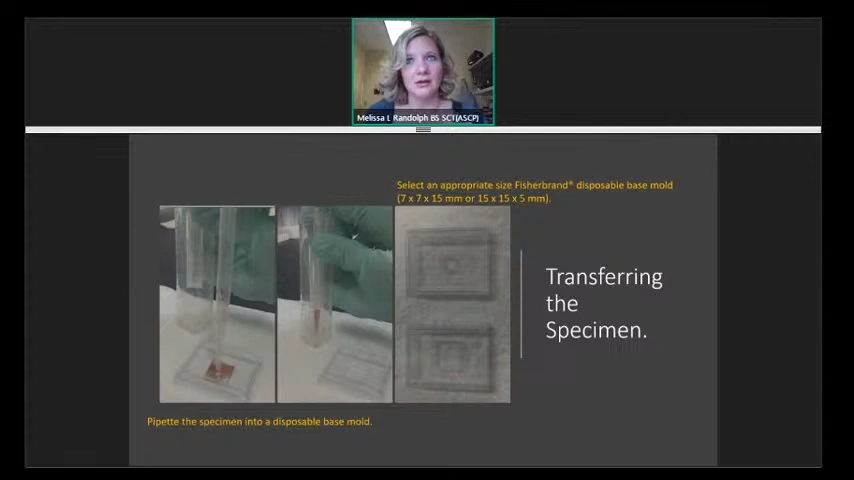 Melissa L Randolph BS SCT(ASCP)
Select an appropriate size Fisherbrand® disposable base mold
(7 x 7 x 15 mm or 15 x 15 x 5 mm).
Transferring
the
Specimen.
Pipette the specimen into a disposable base mold.